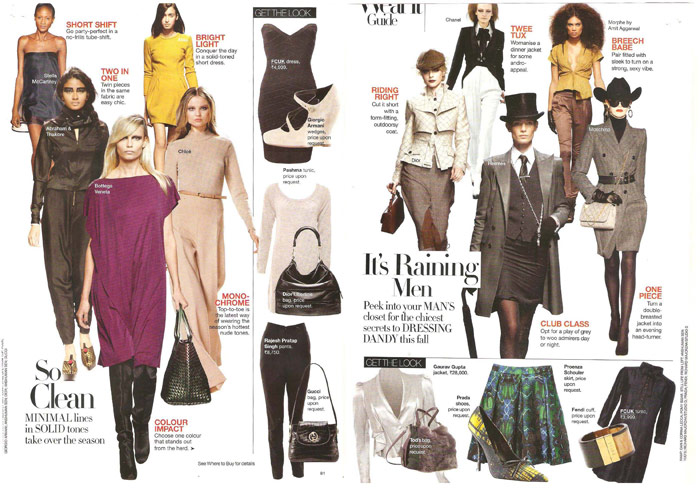 SHORT SHIFT
Go party-perfect in a
no-frills tube-shift.
Stella
McCartney
BRIGHT
LIGHT
Conquer the day
in a solid-toned
short dress.
TWO IN
ONE
Two pieces
in the same
fabric are
easy chic.
Abraham &
Thakore
Chloé
Bottega
Veneta
MONO-
CHROME
Top-to-toe is
the latest way
of wearing the
season's hottest
nude tones.
So
Clean
MINIMAL lines
in SOLID tones
take over the season
COLOUR
IMPACT
Choose one colour
that stands out
from the herd.
See Where to Buy for details
GET THE LOOK
FCUK dress,
₹4,999.
Giorgio
Armani
wedges,
price upon
request.
Pashma tunic,
price upon
request.
Dior
bag, price
upon
request.
Rajesh Pratap
Singh pants,
₹8,750.
Gucci
bag, price
upon
request.
81
Wear It
Guide
Chanel
TWEE
TUX
Womanise a
dinner jacket
for some
andro-
appeal.
Morphe by
Amit Aggarwal
BREECH
BABE
Pair fitted with
sleek to turn on a
strong, sexy vibe.
RIDING
RIGHT
Cut it short
with a
form-fitting,
outdoorsy
coat.
Dior
Hermès
Moschino
It's Raining
Men
Peek into your MAN'S
closet for the chicest
secrets to DRESSING
DANDY this fall
CLUB CLASS
Opt for a play of grey
to woo admirers day
or night.
ONE
PIECE
Turn a
double-
breasted
jacket into
an evening
head-turner.
GET THE LOOK
Gaurav Gupta
jacket, ₹26,000.
Prada
shoes,
price upon
request.
Tod's bag,
price upon
request.
Proenza
Schouler
skirt, price
upon
request.
Fendi cuff,
price upon
request.
FCUK tunic,
₹3,999.